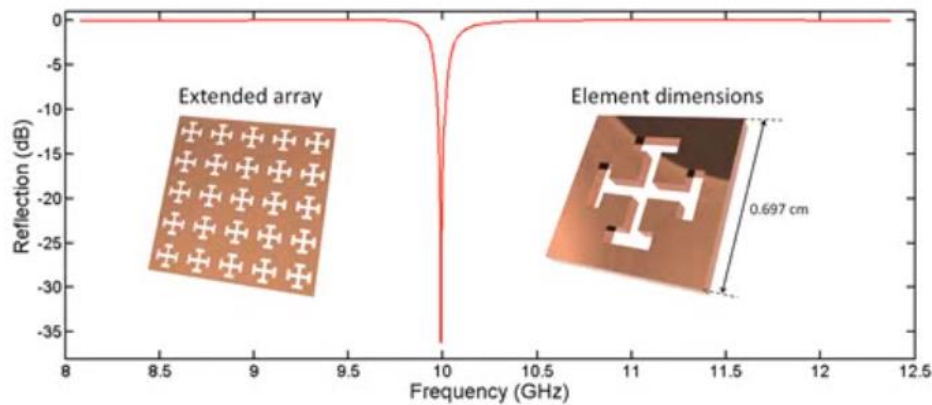 0
-5
-10
-15
-20
-25
-30
-35
Reflection (dB)
Extended array
Element dimensions
0.697 cm
8 8.5 9 9.5 10 10.5 11 11.5 12 12.5
Frequency (GHz)